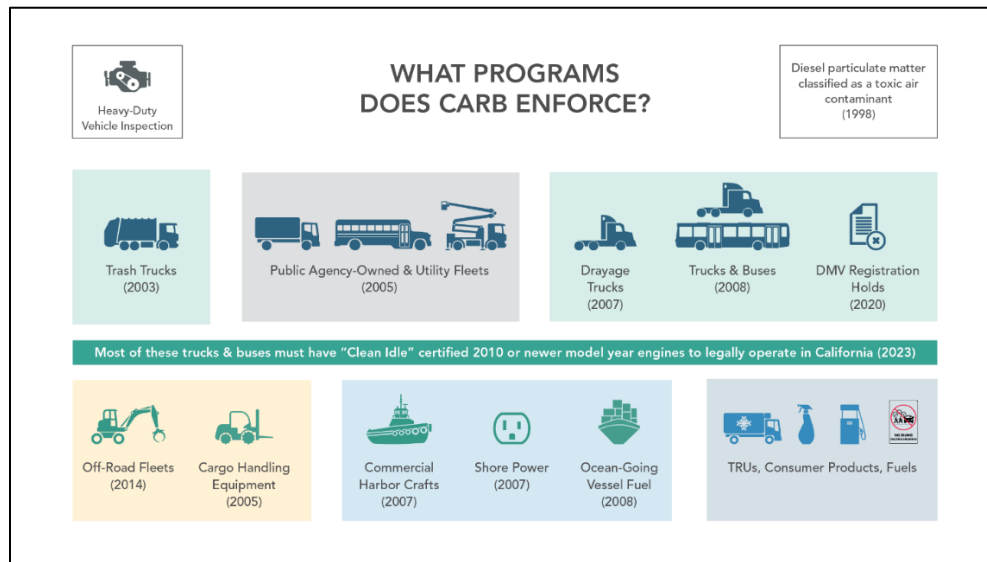 Heavy-Duty
Vehicle Inspection
WHAT PROGRAMS
DOES CARB ENFORCE?
Diesel particulate matter
classified as a toxic air
contaminant
(1998)
Trash Trucks
(2003)
Public Agency-Owned & Utility Fleets
(2005)
Drayage
Trucks
(2007)
Trucks & Buses
(2008)
DMV Registration
Holds
(2020)
Most of these trucks & buses must have “Clean Idle” certified 2010 or newer model year engines to legally operate in California (2023)
Off-Road Fleets
(2014)
Cargo Handling
Equipment
(2005)
Commercial
Harbor Crafts
(2007)
Shore Power
(2007)
Ocean-Going
Vessel Fuel
(2008)
TRUs, Consumer Products, Fuels